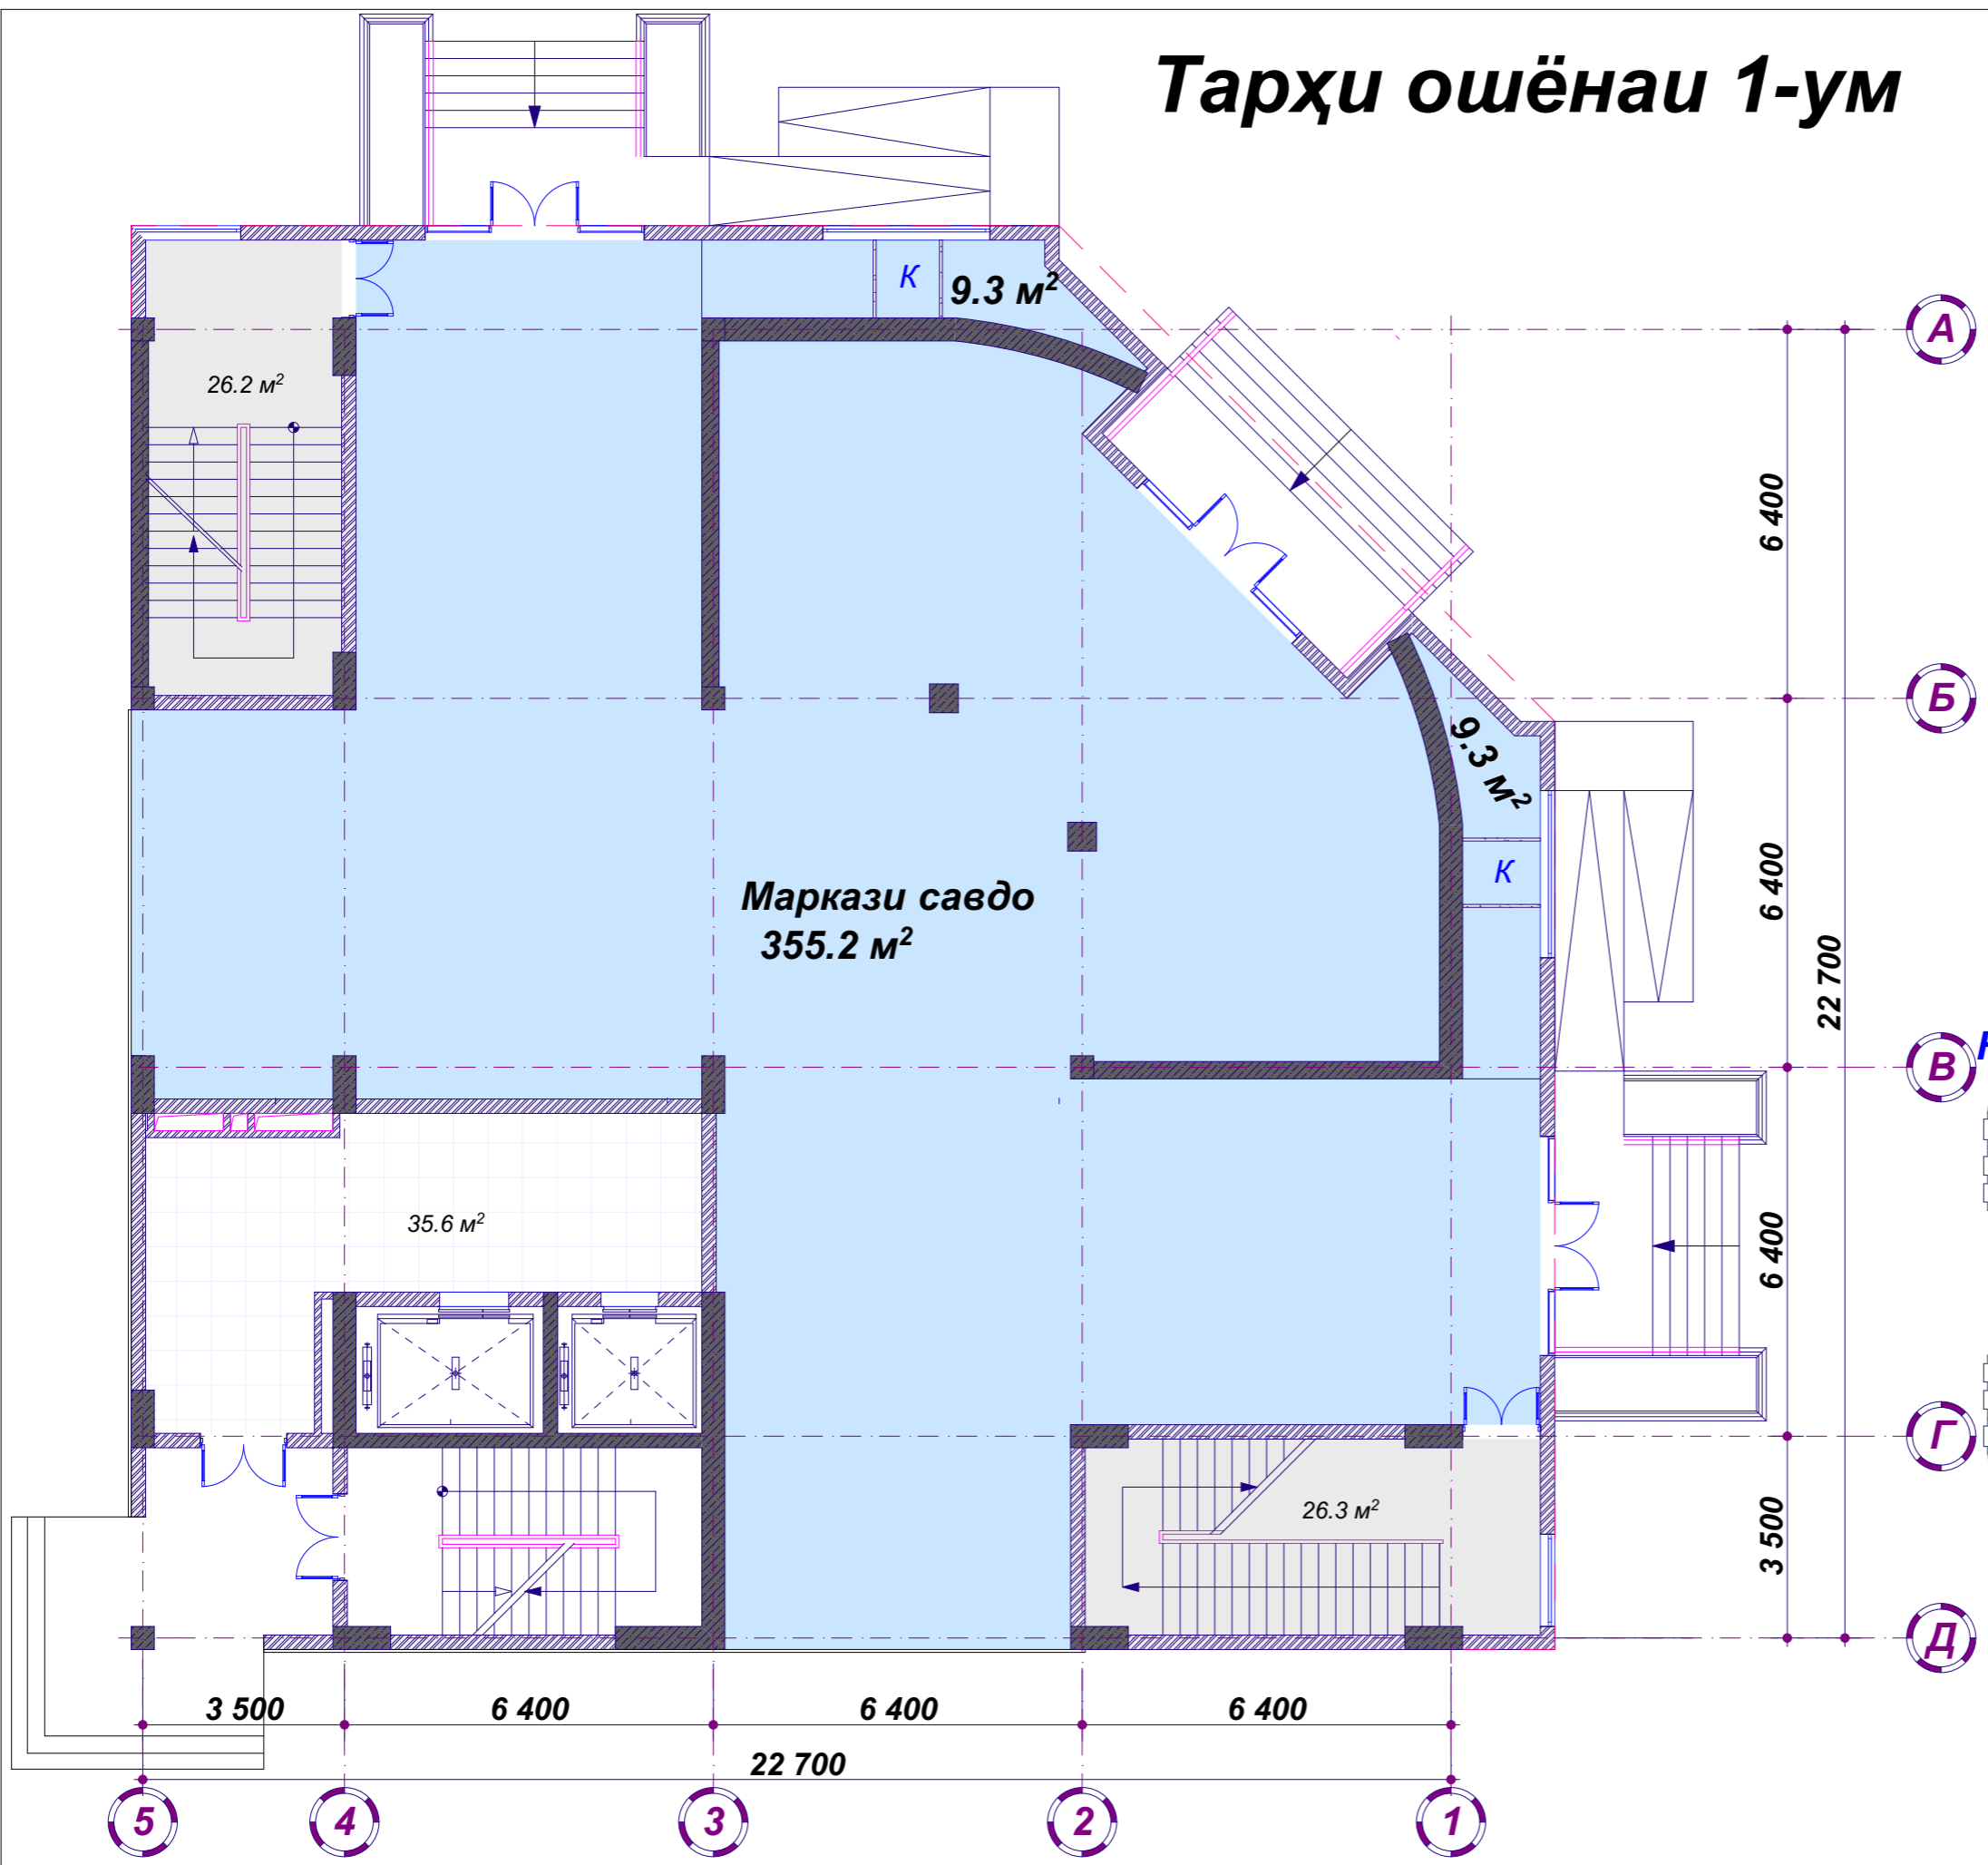 Тарҳи ошёнаи 1-ум
К
9.3 м²
А
26.2 м²
6 400
Б
9.3 м²
К
6 400
Маркази савдо
355.2 м²
22 700
В
35.6 м²
6 400
Г
26.3 м²
3 500
Д
3 500
6 400
6 400
6 400
22 700
5
4
3
2
1